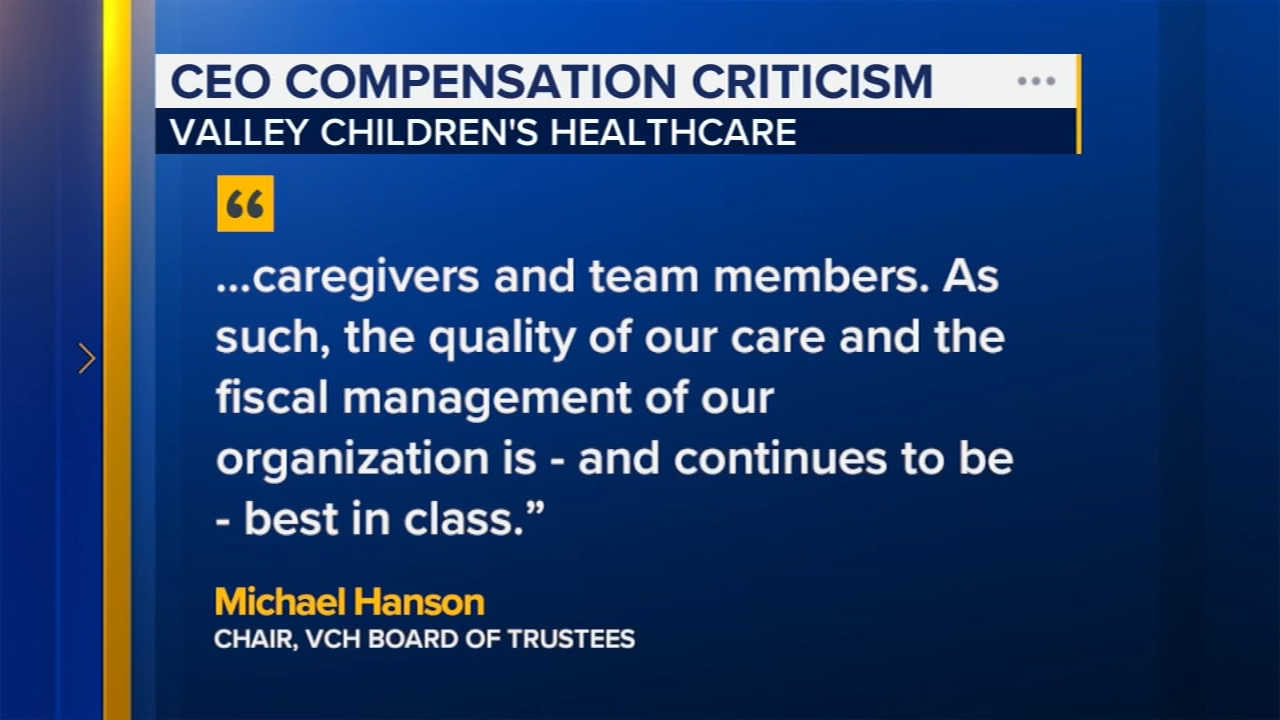 CEO COMPENSATION CRITICISM
VALLEY CHILDREN'S HEALTHCARE
“
...caregivers and team members. As
such, the quality of our care and the
fiscal management of our
organization is - and continues to be
- best in class.”
Michael Hanson
CHAIR, VCH BOARD OF TRUSTEES